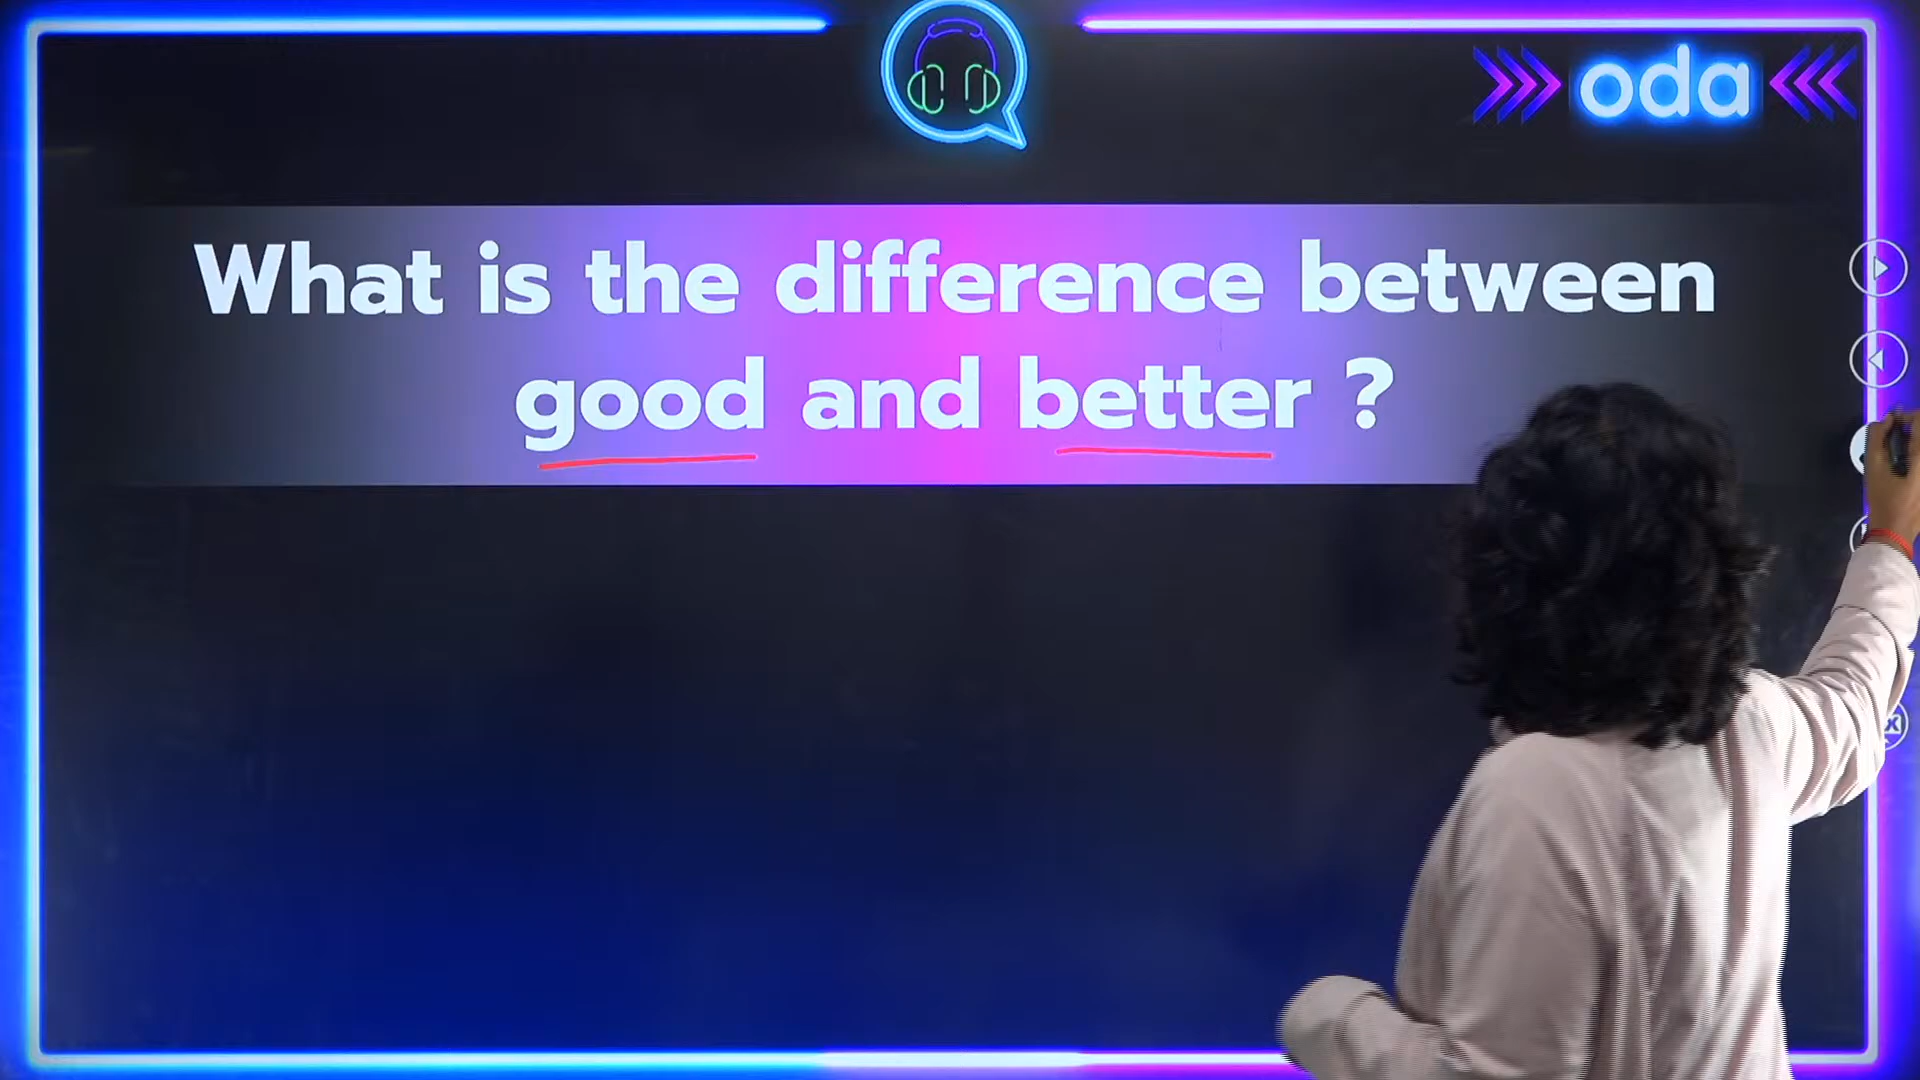 oda
What is the difference between
good and better ?